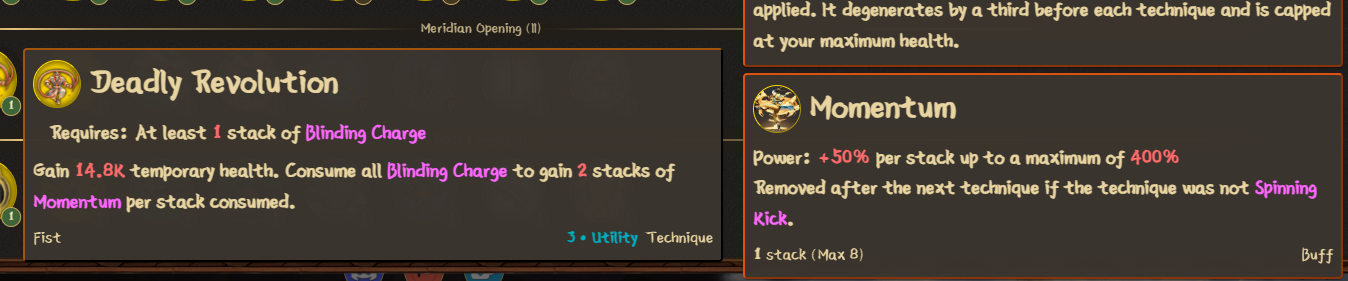 applied. It degenerates by a third before each technique and is capped
at your maximum health.
Meridian Opening (II)
Deadly Revolution
1
Requires: At least 1 stack of Blinding Charge
Gain 14.8K temporary health. Consume all Blinding Charge to gain 2 stacks of
Momentum per stack consumed.
1
Fist
3 • Utility Technique
Momentum
Power: +50% per stack up to a maximum of 400%
Removed after the next technique if the technique was not Spinning
Kick.
1 stack (Max 8)
Buff